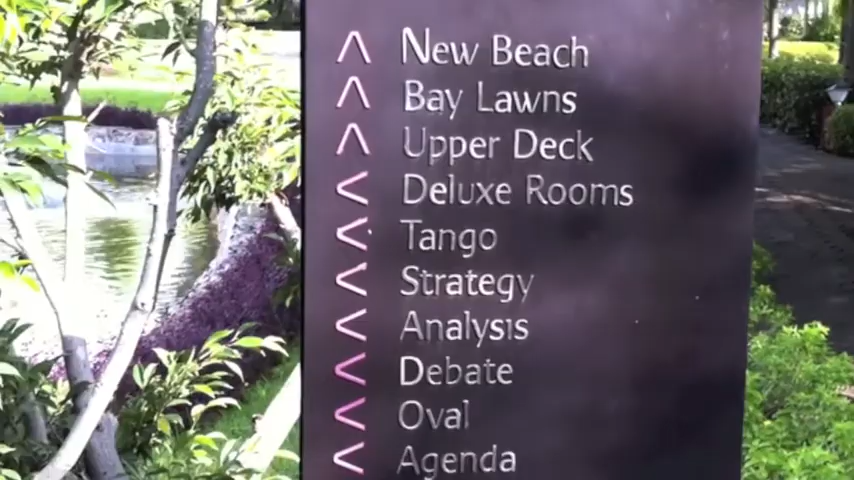 ∧ New Beach
∧ Bay Lawns
∧ Upper Deck
< Deluxe Rooms
< Tango
< Strategy
< Analysis
< Debate
< Oval
< Agenda